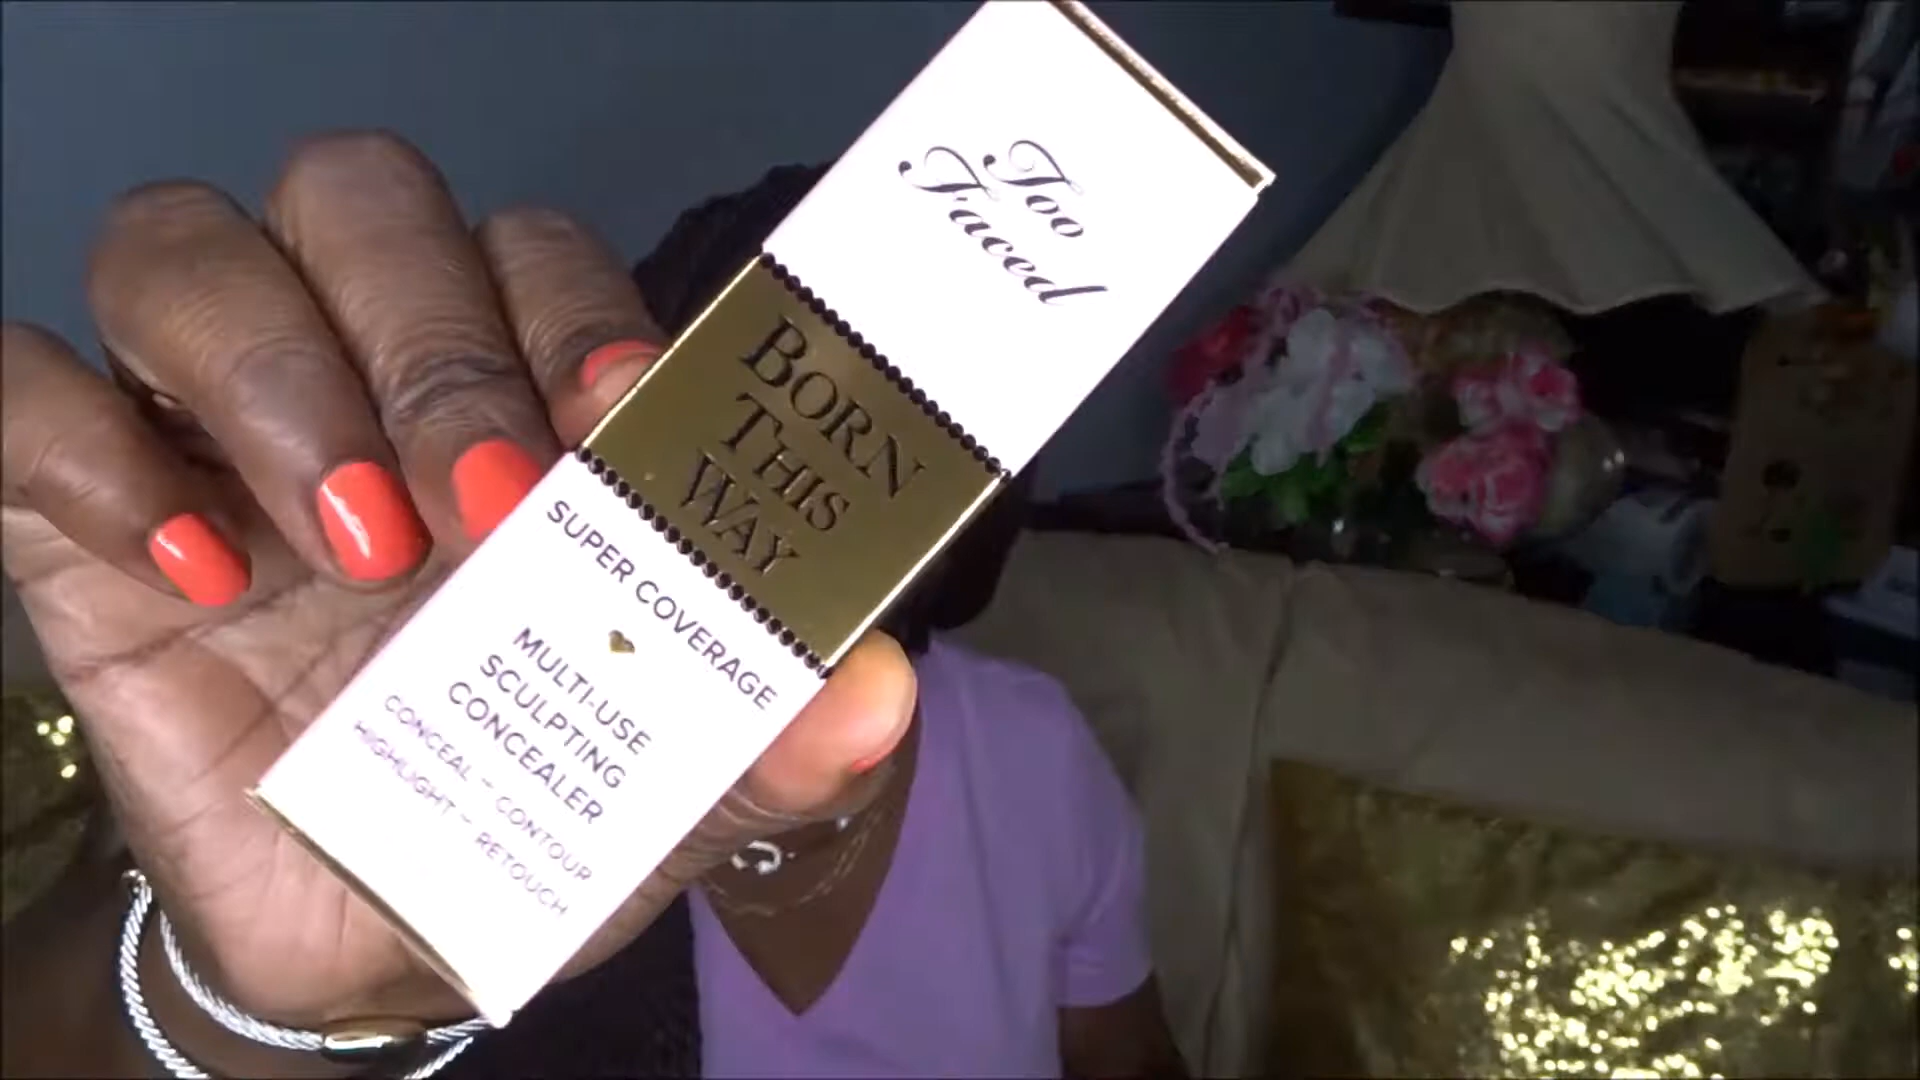 Too
Faced
BORN
THIS
WAY
SUPER COVERAGE
MULTI-USE
SCULPTING
CONCEALER
CONCEAL ~ CONTOUR
HIGHLIGHT ~ RETOUCH